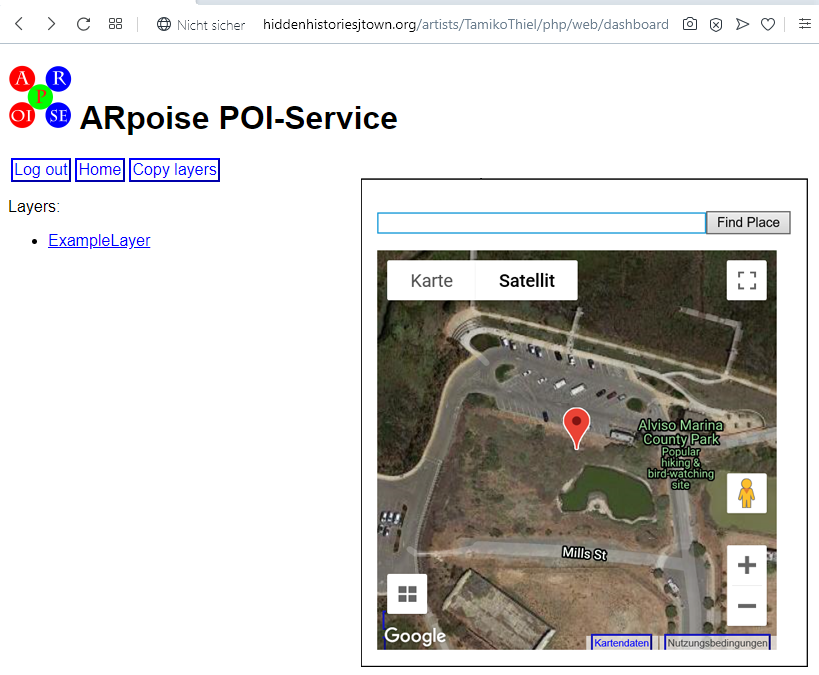 Nicht sicher hiddenhistoriesjtown.org/artists/TamikoThiel/php/web/dashboard
A R
P
OI SE
ARpoise POI-Service
Log out Home Copy layers
Layers:
ExampleLayer
Find Place
Karte Satellit
Alviso Marina
County Park
Popular
hiking &
bird-watching
site
Mills St
Google
Kartendaten Nutzungsbedingungen